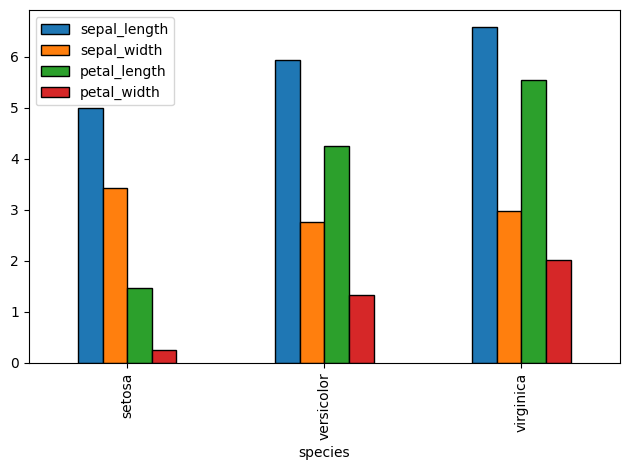 sepal_length
sepal_width
petal_length
petal_width
6
5
4
3
2
1
0
setosa
versicolor
virginica
species